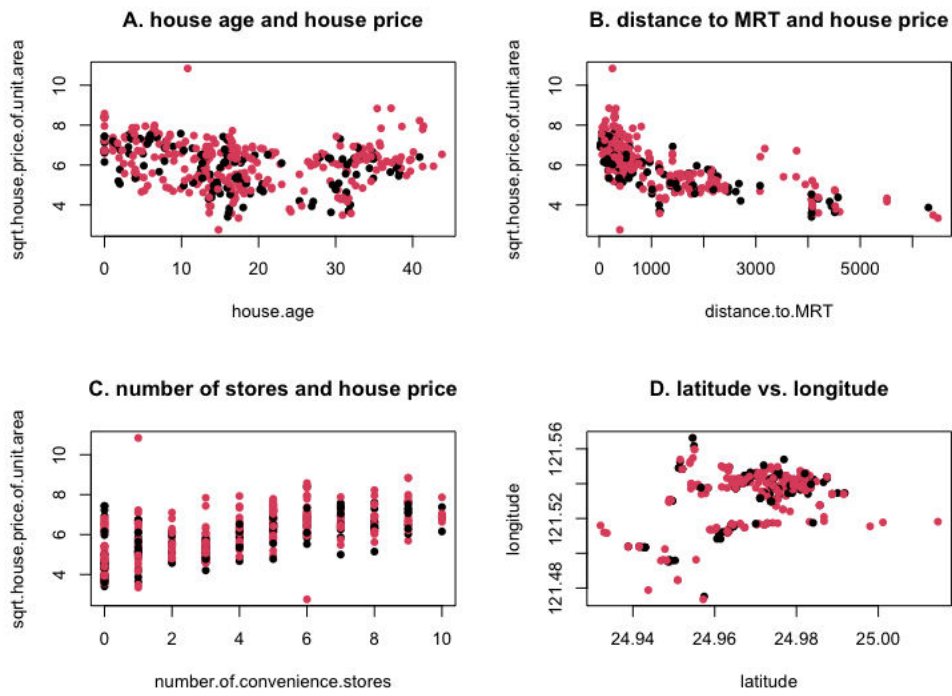 A. house age and house price
sqrt.house.price.of.unit.area
10
8
6
4
0
10
20
30
40
house.age
B. distance to MRT and house price
sqrt.house.price.of.unit.area
10
8
6
4
0
1000
3000
5000
distance.to.MRT
C. number of stores and house price
sqrt.house.price.of.unit.area
10
8
6
4
0
2
4
6
8
10
number.of.convenience.stores
D. latitude vs. longitude
longitude
121.56
121.52
121.48
24.94
24.96
24.98
25.00
latitude